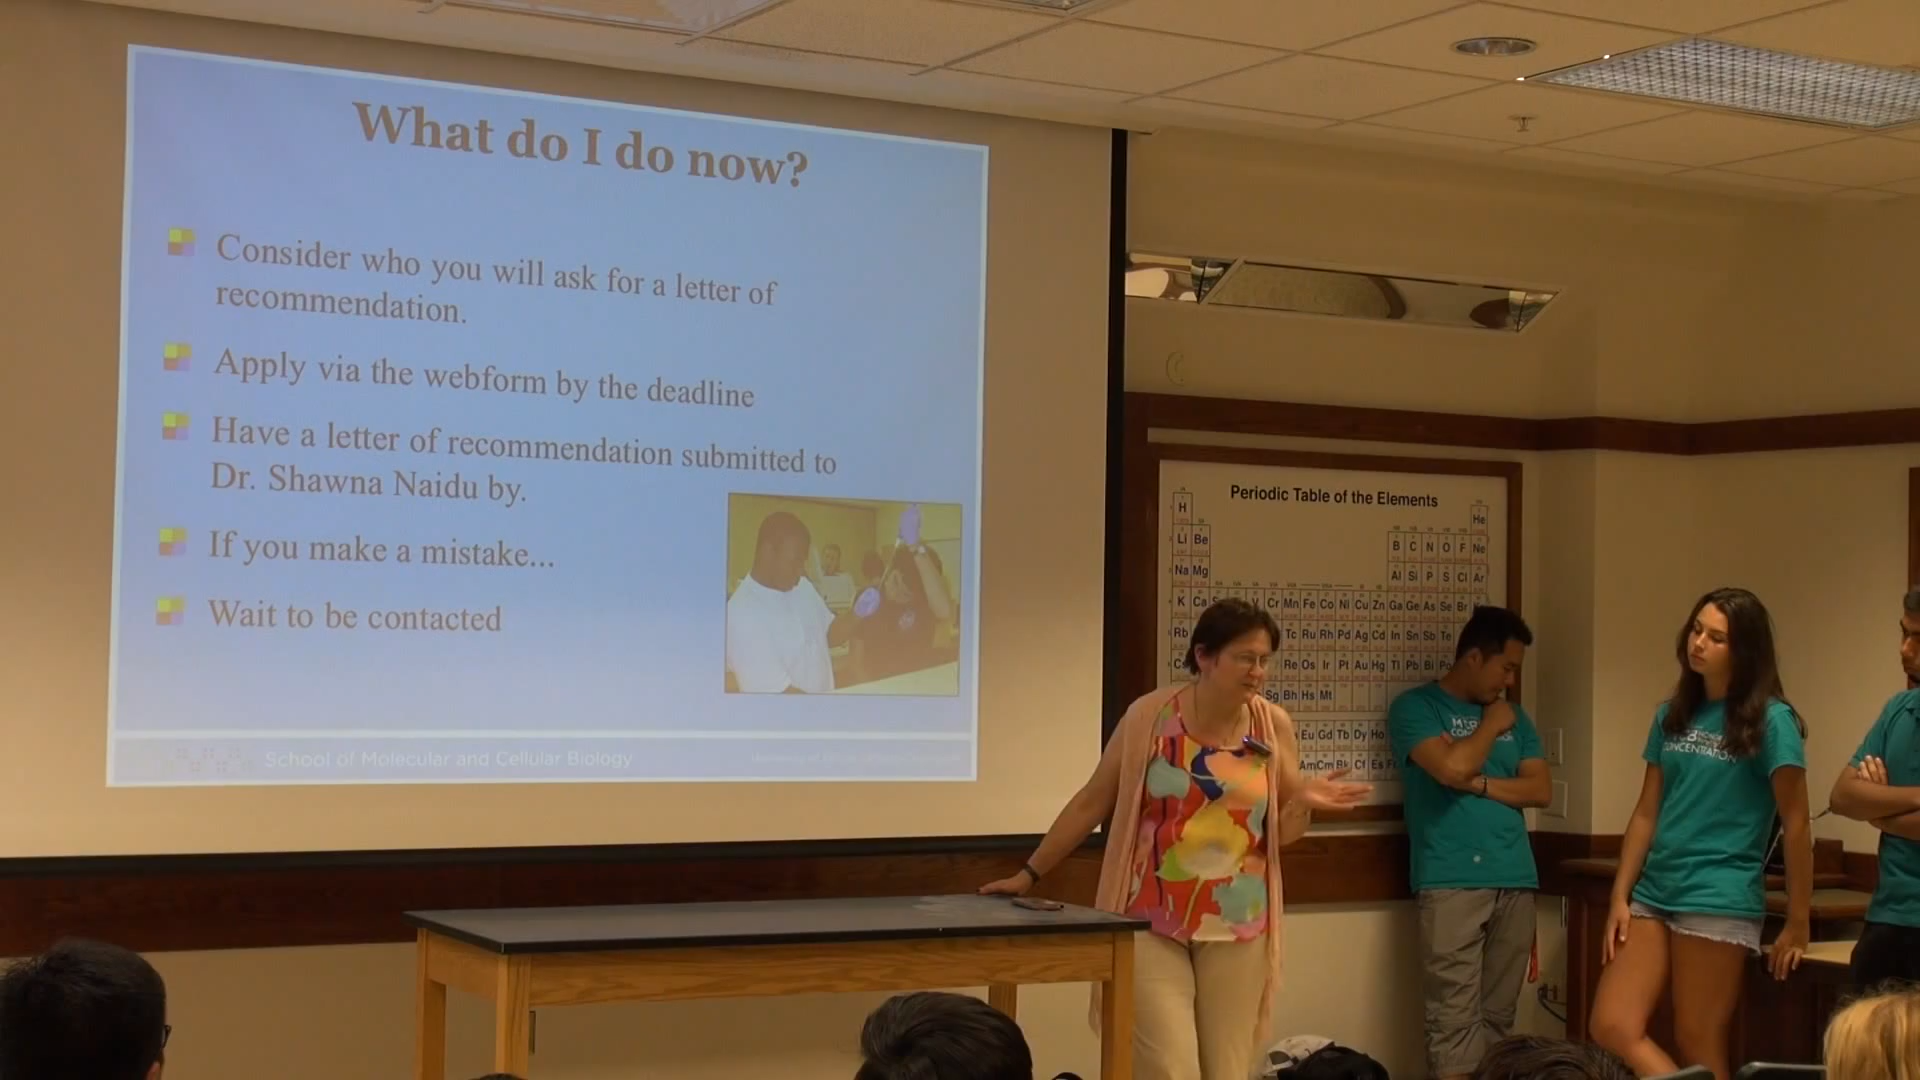 What do I do now?
Consider who you will ask for a letter of
recommendation.
Apply via the webform by the deadline
Have a letter of recommendation submitted to
Dr. Shawna Naidu by.
If you make a mistake...
Wait to be contacted
School of Molecular and Cellular Biology
Periodic Table of the Elements
H He
Li Be B C N O F Ne
Na Mg Al Si P S Cl Ar
K Ca V Cr Mn Fe Co Ni Cu Zn Ga Ge As Se Br
Rb Tc Ru Rh Pd Ag Cd In Sn Sb Te
Cs Re Os Ir Pt Au Hg Tl Pb Bi Po
Sg Bh Hs Mt
Eu Gd Tb Dy Ho
Am Cm Bk Cf Es
HONORS
CONCENTRATION